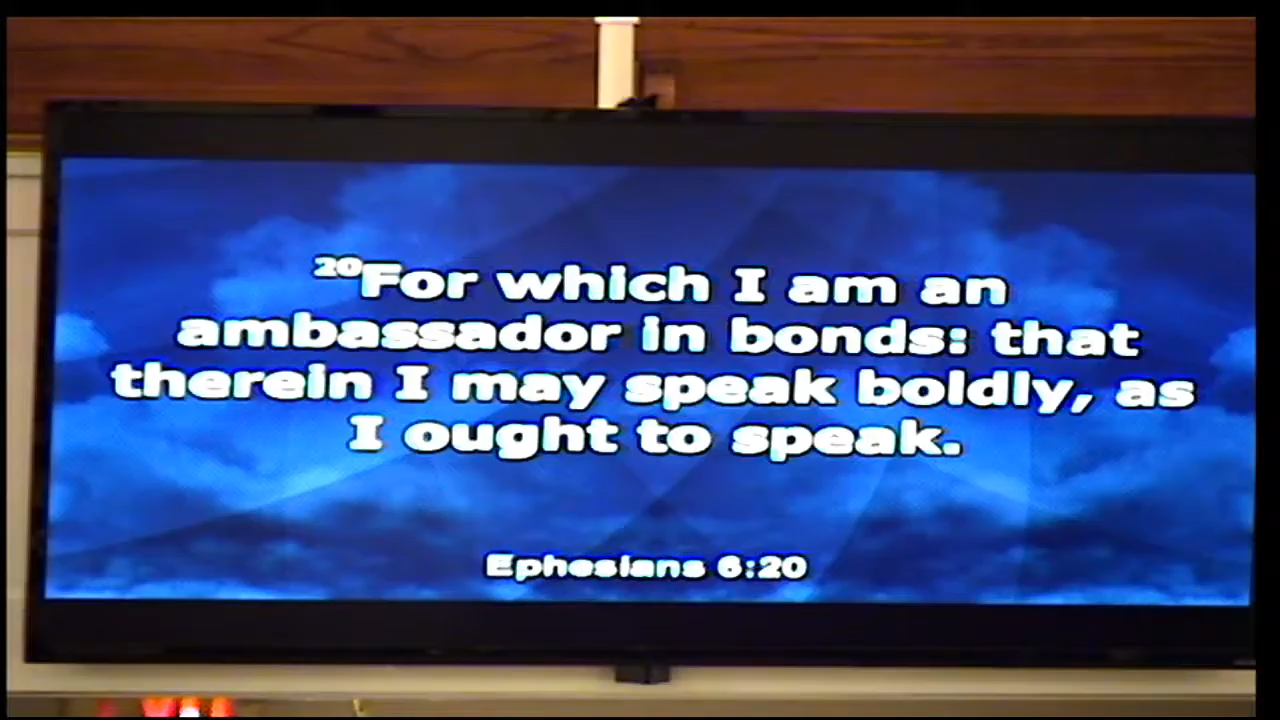 20For which I am an
ambassador in bonds: that
therein I may speak boldly, as
I ought to speak.
Ephesians 6:20